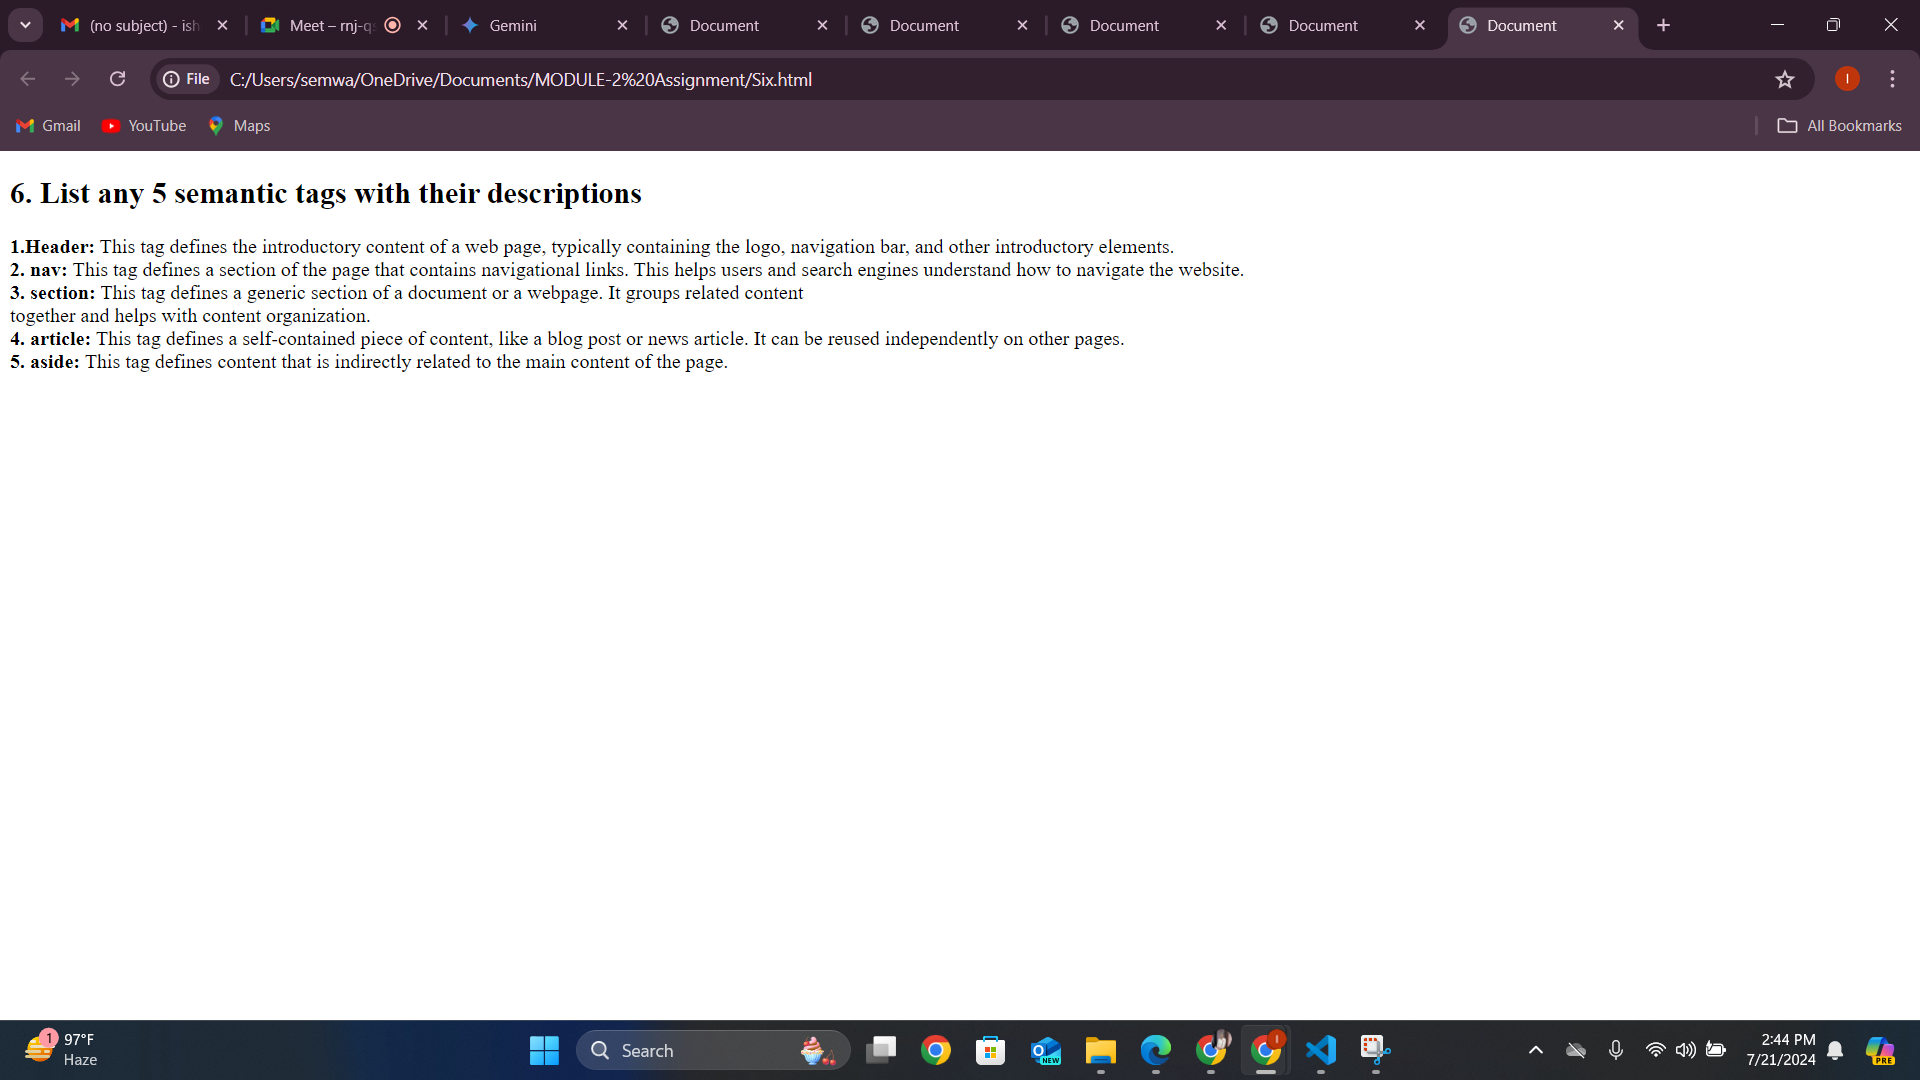 (no subject) - ish
Meet – rnj-qs
Gemini
Document
Document
Document
Document
Document
File
C:/Users/semwa/OneDrive/Documents/MODULE-2%20Assignment/Six.html
I
Gmail
YouTube
Maps
All Bookmarks
6. List any 5 semantic tags with their descriptions
1.Header: This tag defines the introductory content of a web page, typically containing the logo, navigation bar, and other introductory elements.
2. nav: This tag defines a section of the page that contains navigational links. This helps users and search engines understand how to navigate the website.
3. section: This tag defines a generic section of a document or a webpage. It groups related content
together and helps with content organization.
4. article: This tag defines a self-contained piece of content, like a blog post or news article. It can be reused independently on other pages.
5. aside: This tag defines content that is indirectly related to the main content of the page.
1
97°F
Haze
Search
NEW
I
2:44 PM
7/21/2024
PRE